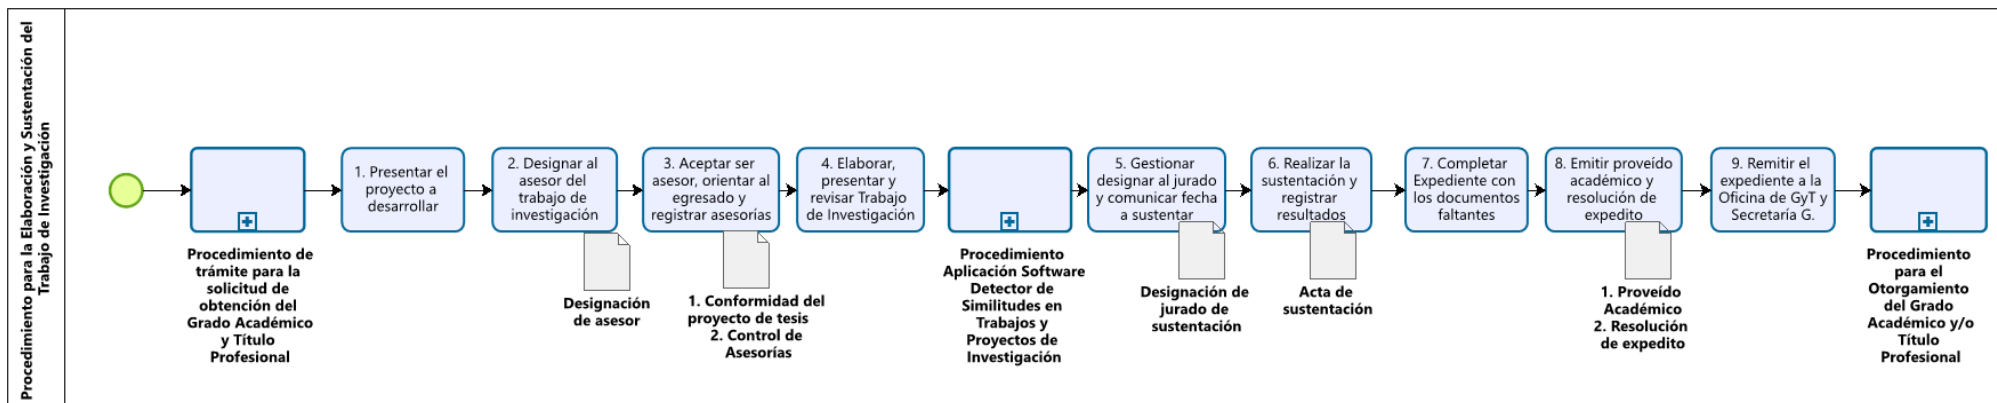 Procedimiento para la Elaboración y Sustentación del
Trabajo de Investigación
Procedimiento de
trámite para la
solicitud de
obtención del
Grado Académico
y Título
Profesional
1. Presentar el
proyecto a
desarrollar
2. Designar al
asesor del
trabajo de
investigación
Designación
de asesor
3. Aceptar ser
asesor, orientar al
egresado y
registrar asesorías
1. Conformidad del
proyecto de tesis
2. Control de
Asesorías
4. Elaborar,
presentar y
revisar Trabajo
de Investigación
Procedimiento
Aplicación Software
Detector de
Similitudes en
Trabajos y
Proyectos de
Investigación
5. Gestionar
designar al jurado
y comunicar fecha
a sustentar
Designación de
jurado de
sustentación
6. Realizar la
sustentación y
registrar
resultados
Acta de
sustentación
7. Completar
Expediente con
los documentos
faltantes
8. Emitir proveído
académico y
resolución de
expedito
1. Proveído
Académico
2. Resolución
de expedito
9. Remitir el
expediente a la
Oficina de GyT y
Secretaría G.
Procedimiento
para el
Otorgamiento
del Grado
Académico y/o
Título
Profesional